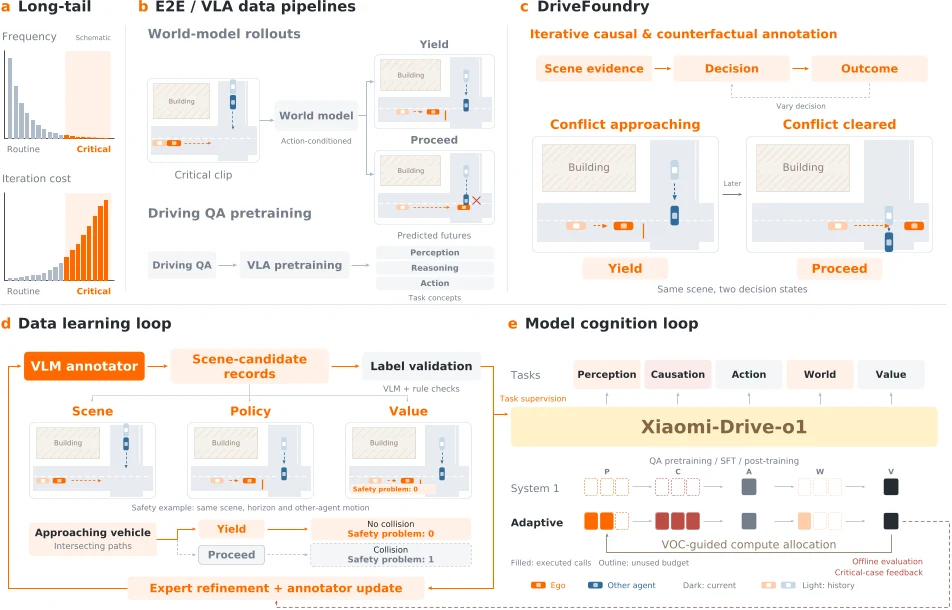 a Long-tail
Frequency
Schematic
Routine
Critical
Iteration cost
Routine
Critical
b E2E / VLA data pipelines
World-model rollouts
Building
Critical clip
World model
Action-conditioned
Yield
Building
Proceed
Building
Predicted futures
Driving QA pretraining
Driving QA
VLA pretraining
Perception
Reasoning
Action
Task concepts
c DriveFoundry
Iterative causal & counterfactual annotation
Scene evidence
Decision
Outcome
Vary decision
Conflict approaching
Conflict cleared
Building
Later
Building
Yield
Proceed
Same scene, two decision states
d Data learning loop
VLM annotator
Scene-candidate
records
Label validation
VLM + rule checks
Scene
Policy
Value
Building
Building
Building
Safety problem: 0
Safety example: same scene, horizon and other-agent motion
Approaching vehicle
Intersecting paths
Yield
No collision
Safety problem: 0
Proceed
Collision
Safety problem: 1
Expert refinement + annotator update
e Model cognition loop
Tasks
Perception
Causation
Action
World
Value
Task supervision
Xiaomi-Drive-o1
QA pretraining / SFT / post-training
P C A W V
System 1
Adaptive
VOC-guided compute allocation
Filled: executed calls Outline: unused budget
Offline evaluation
Critical-case feedback
Ego
Other agent
Dark: current
Light: history